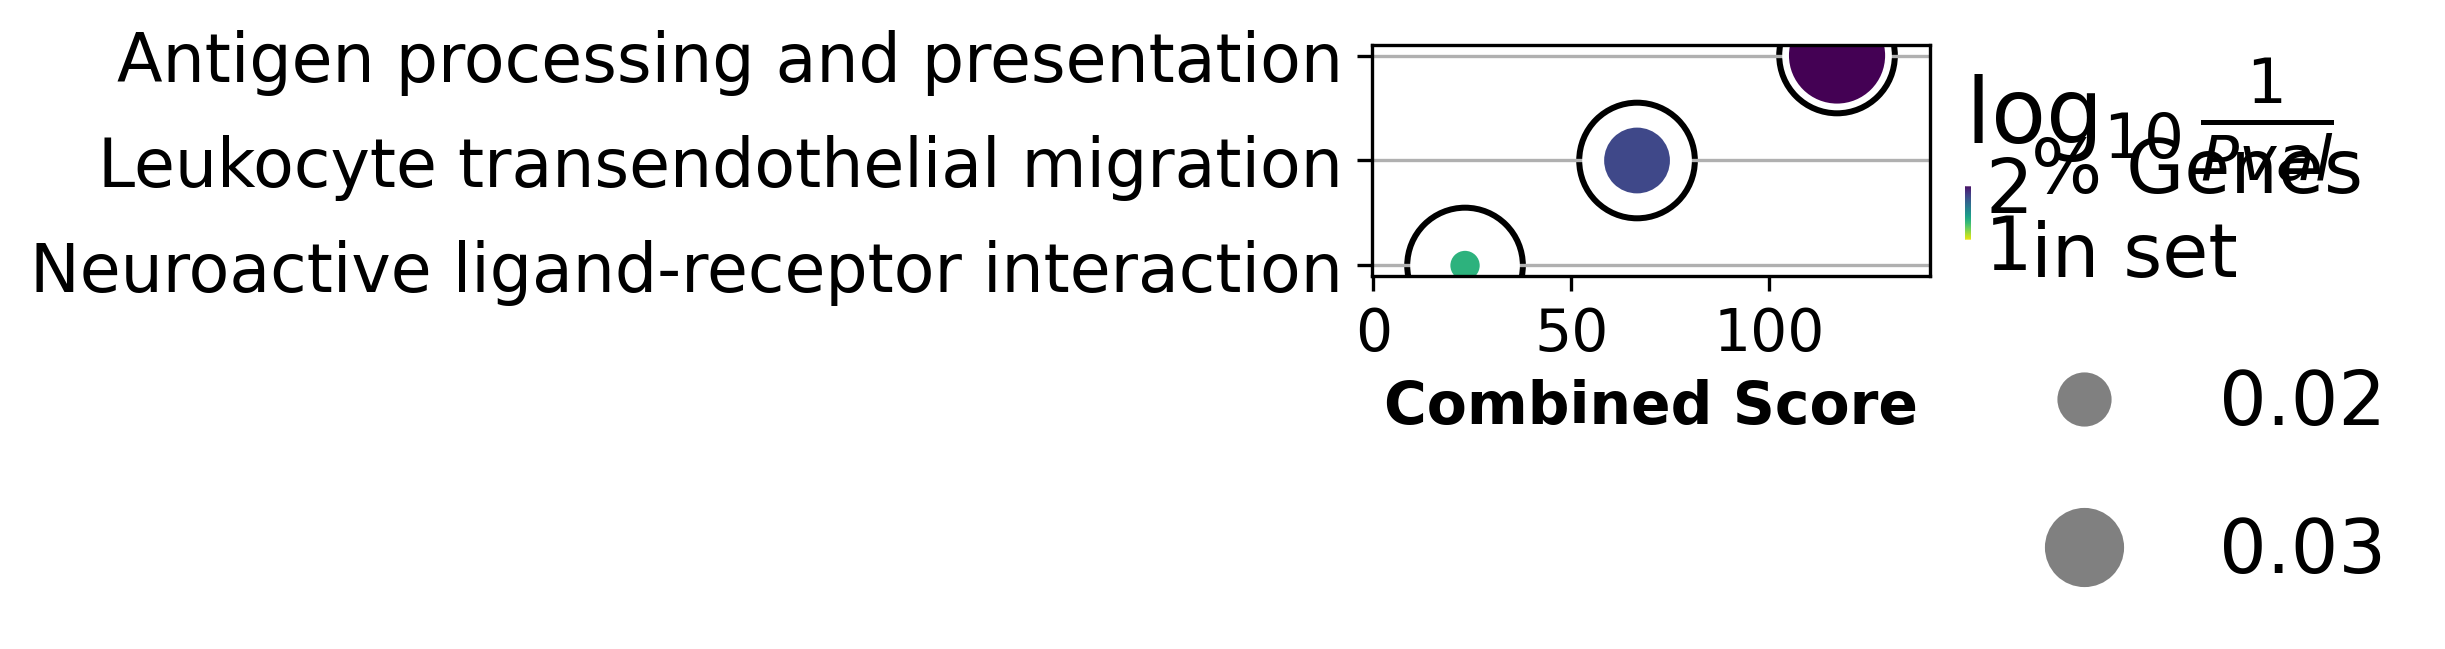 Antigen processing and presentation
Leukocyte transendothelial migration
Neuroactive ligand-receptor interaction
0 50 100
Combined Score
log10 1/Pval
2
1
% Genes
in set
0.02
0.03